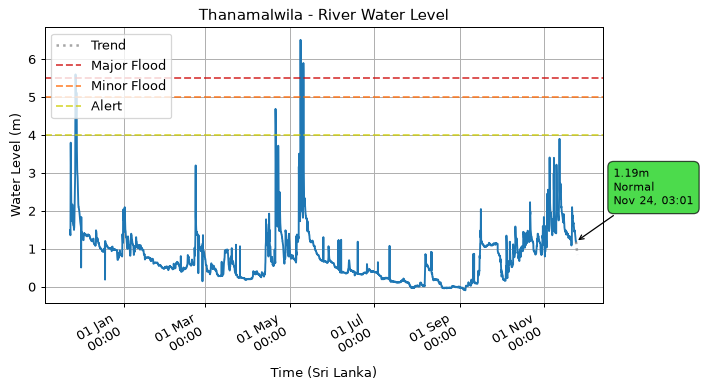 Thanamalwila - River Water Level
Water Level (m)
6
5
4
3
2
1
0
Trend
Major Flood
Minor Flood
Alert
1.19m
Normal
Nov 24, 03:01
01 Jan
00:00
01 Mar
00:00
01 May
00:00
01 Jul
00:00
01 Sep
00:00
01 Nov
00:00
Time (Sri Lanka)